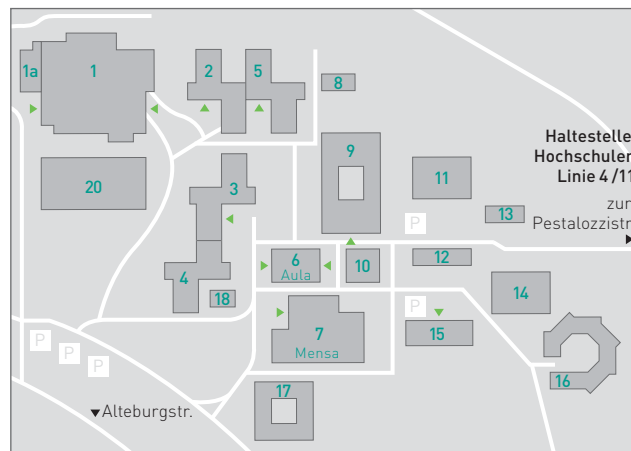 1a
1
2
5
8
9
11
Haltestelle
Hochschulen
Linie 4 /11
zur
Pestalozzistr.
20
3
13
P
6
Aula
10
12
4
18
14
P
7
Mensa
15
P
P
P
16
17
Alteburgstr.